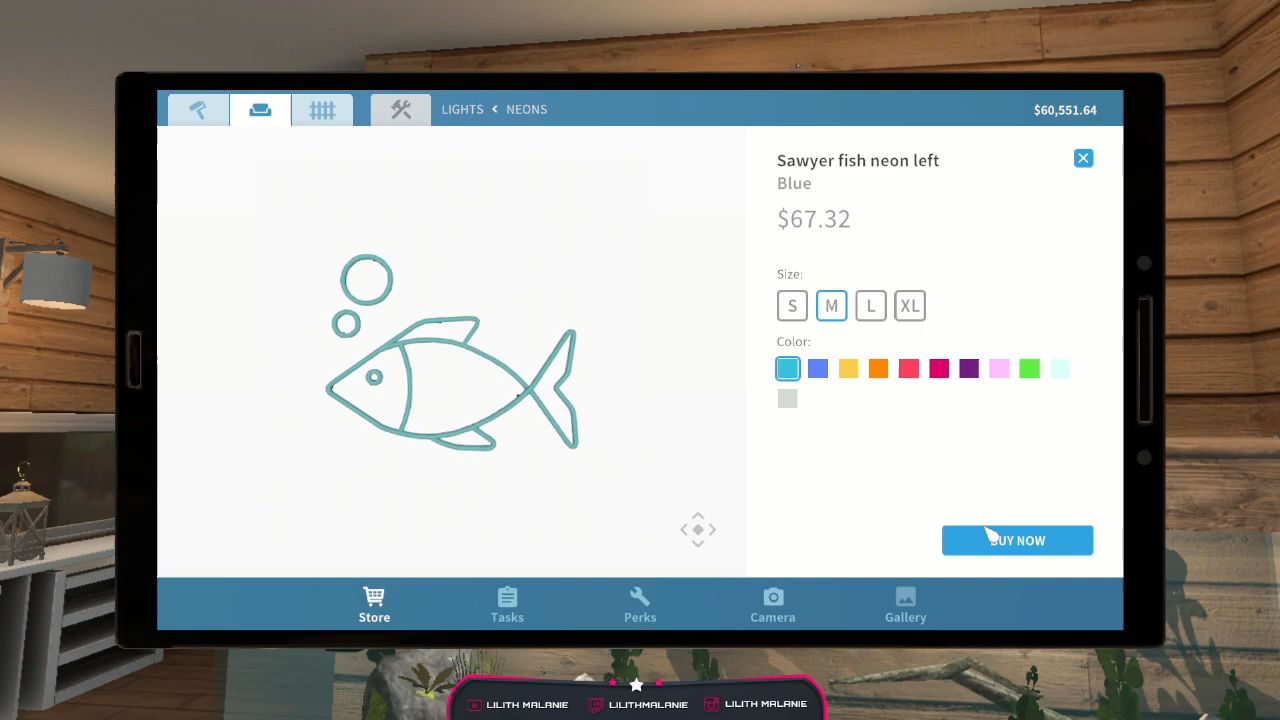 LIGHTS < NEONS
$60,551.64
Sawyer fish neon left
Blue
$67.32
Size:
S M L XL
Color:
BUY NOW
Store Tasks Perks Camera Gallery
LILITH MALANIE LILITHMALANIE LILITH MALANIE